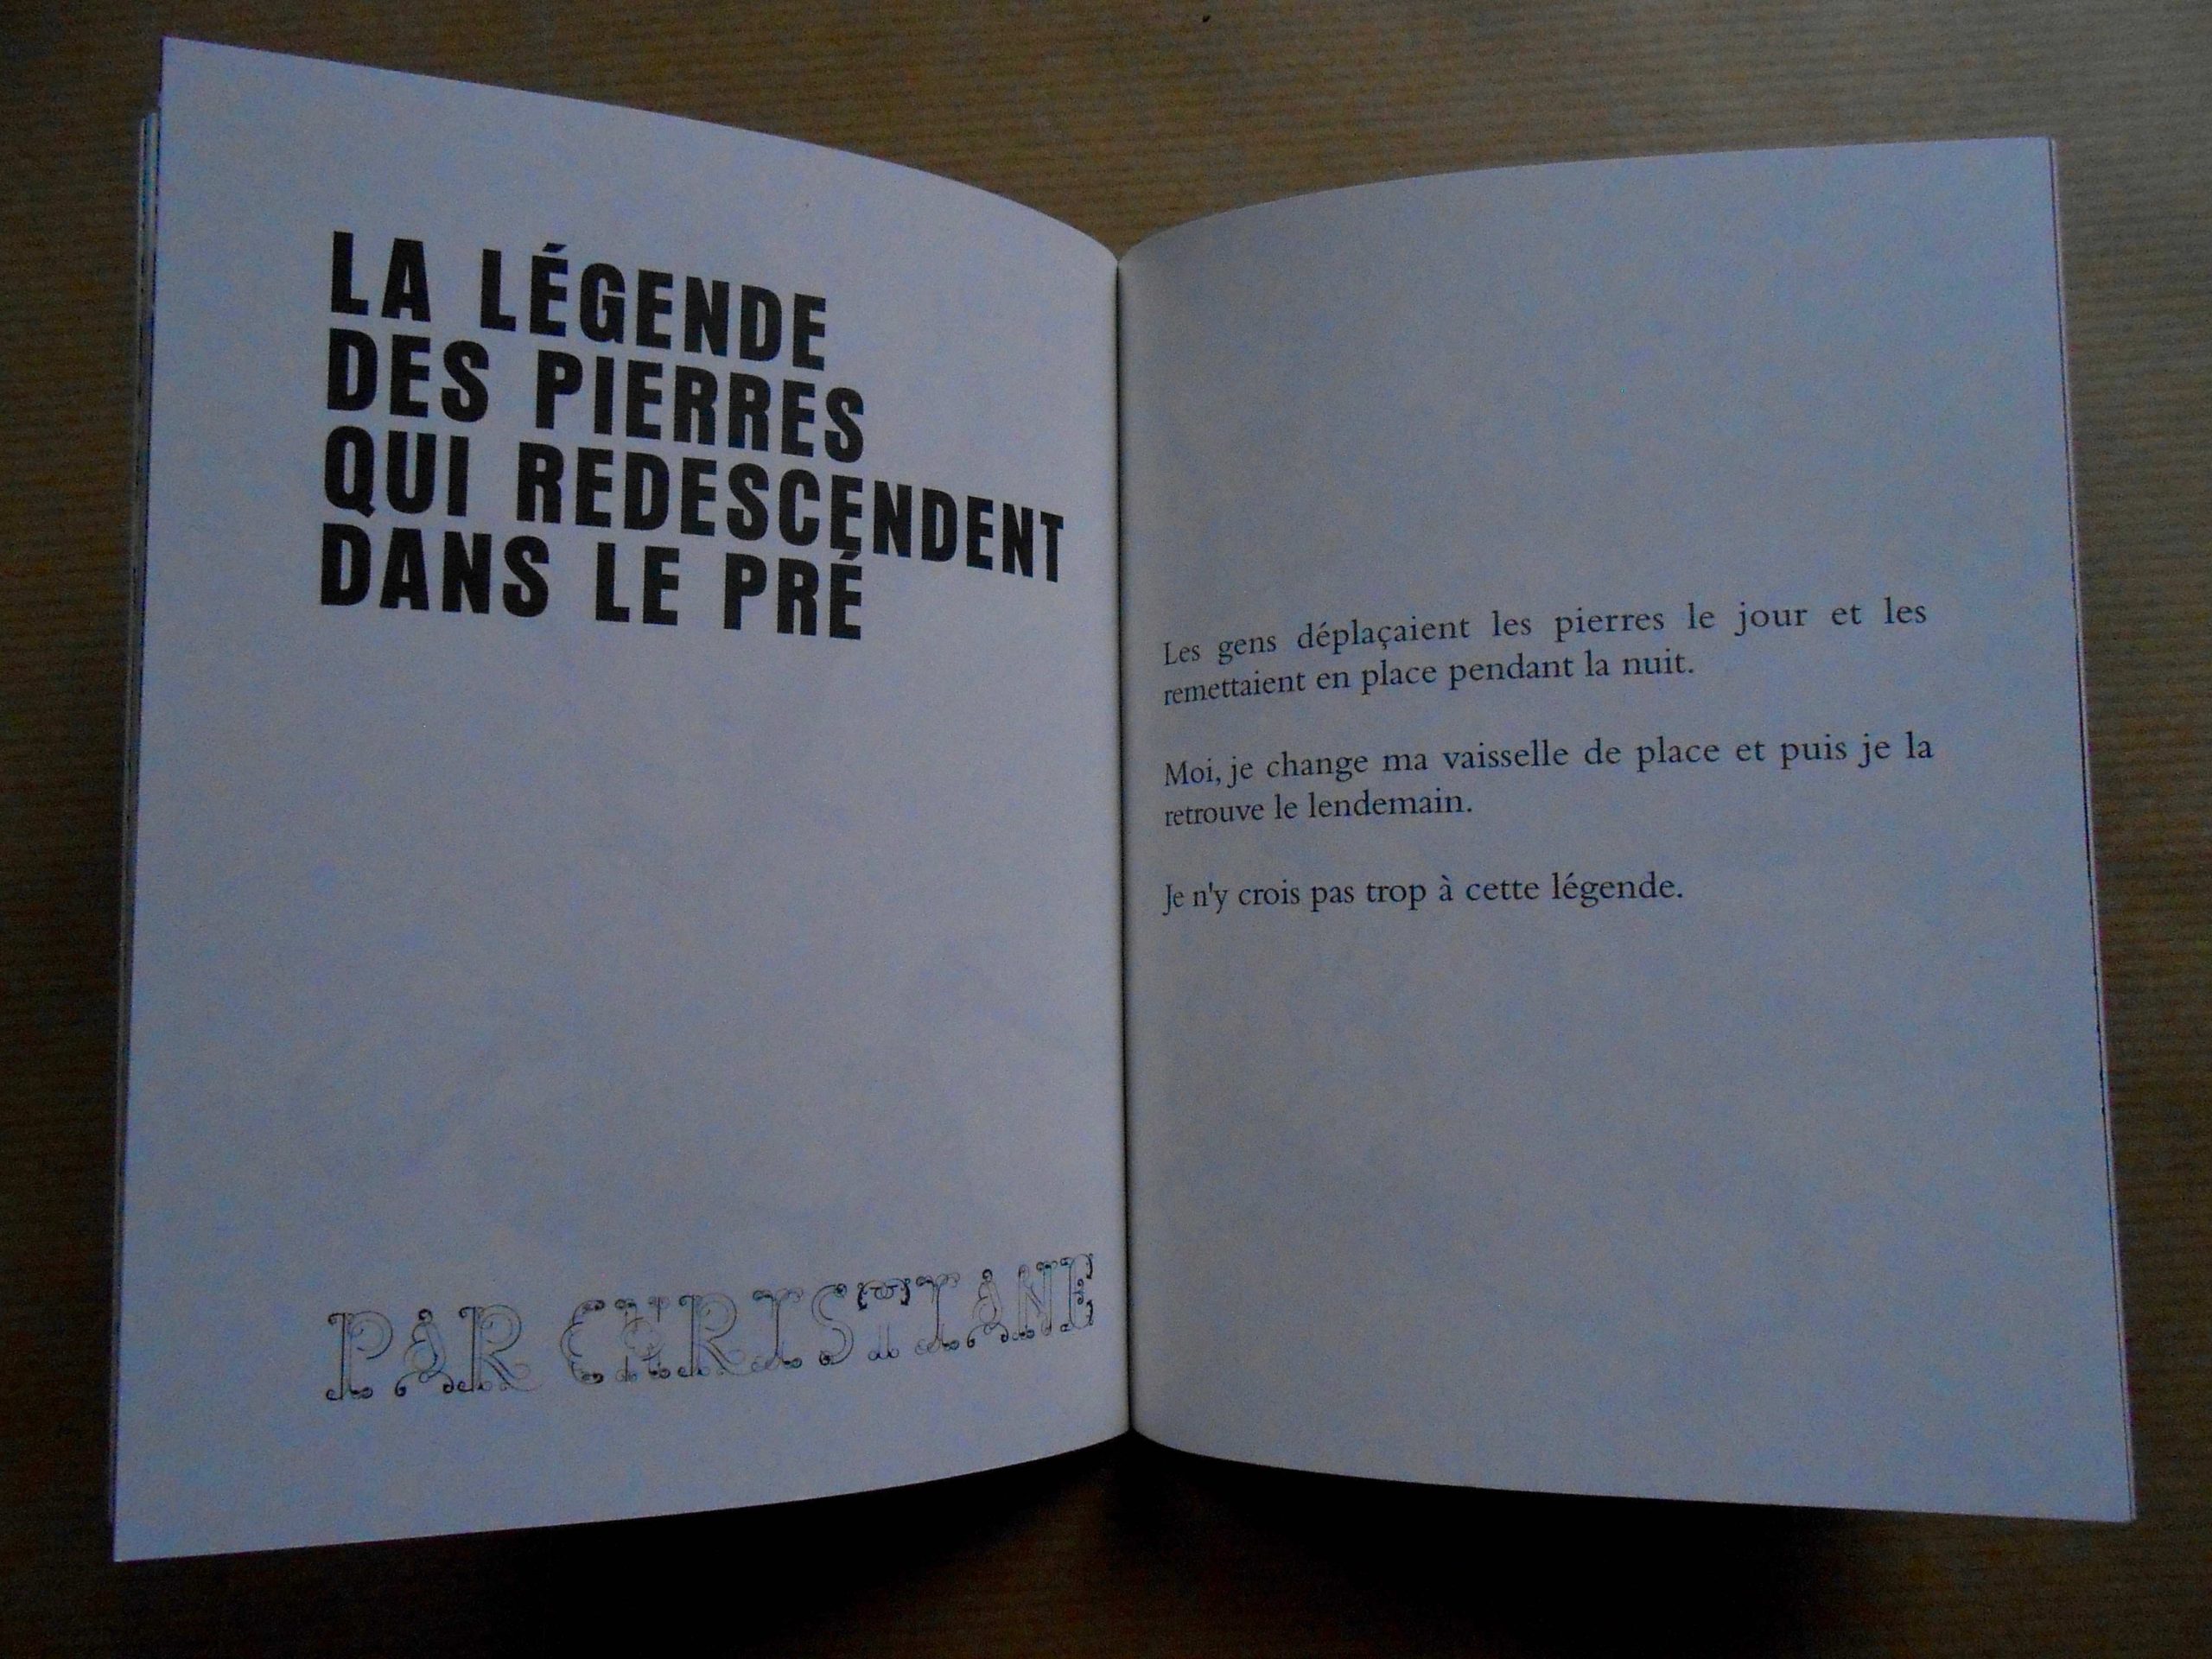 LA LÉGENDE
DES PIERRES
QUI REDESCENDENT
DANS LE PRÉ
PAR CHRISTIANE
Les gens déplaçaient les pierres le jour et les
remettaient en place pendant la nuit.
Moi, je change ma vaisselle de place et puis je la
retrouve le lendemain.
Je n'y crois pas trop à cette légende.